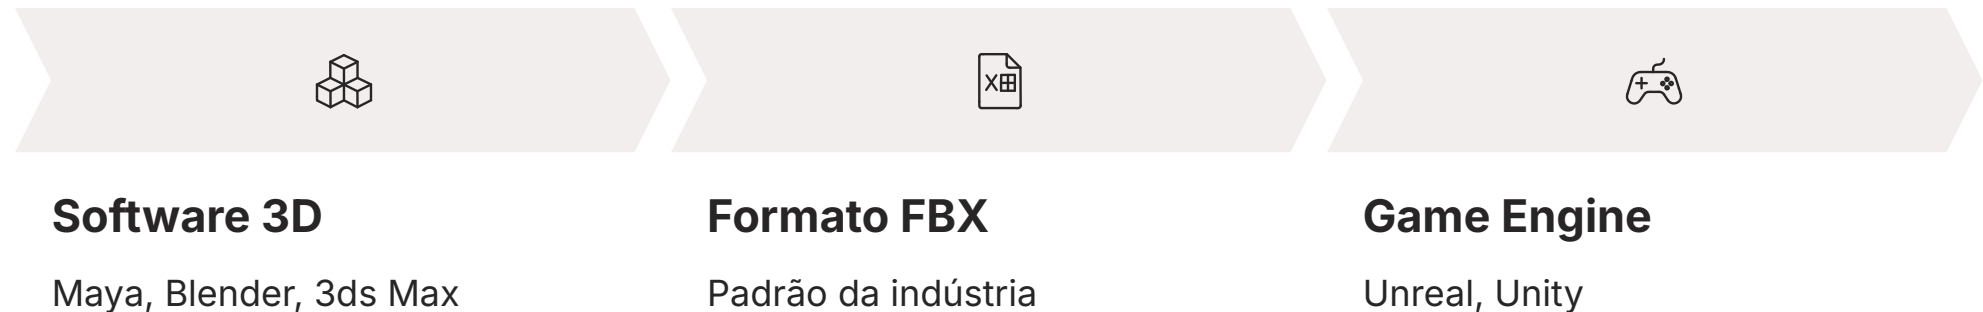 Software 3D
Maya, Blender, 3ds Max
Formato FBX
Padrão da indústria
Game Engine
Unreal, Unity